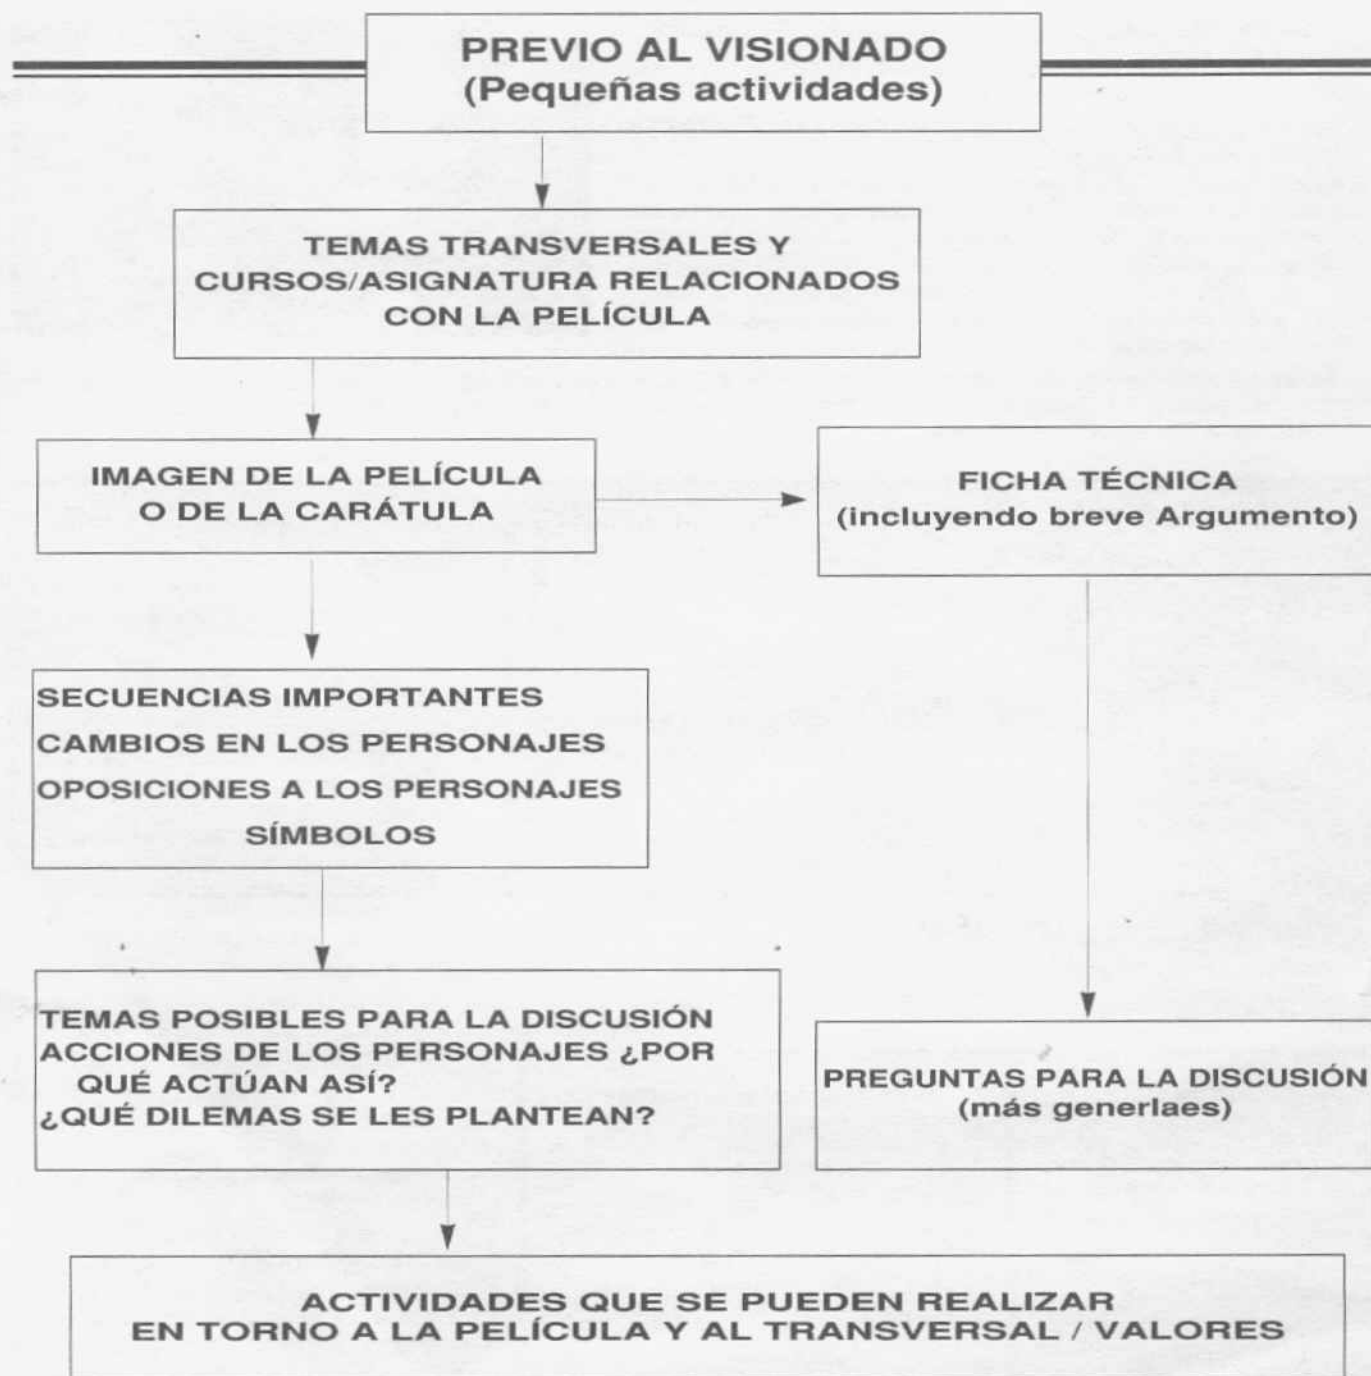 PREVIO AL VISIONADO
(Pequeñas actividades)
TEMAS TRANSVERSALES Y
CURSOS/ASIGNATURA RELACIONADOS
CON LA PELÍCULA
IMAGEN DE LA PELÍCULA
O DE LA CARÁTULA
FICHA TÉCNICA
(incluyendo breve Argumento)
SECUENCIAS IMPORTANTES
CAMBIOS EN LOS PERSONAJES
OPOSICIONES A LOS PERSONAJES
SÍMBOLOS
TEMAS POSIBLES PARA LA DISCUSIÓN
ACCIONES DE LOS PERSONAJES ¿POR
QUÉ ACTÚAN ASÍ?
¿QUÉ DILEMAS SE LES PLANTEAN?
PREGUNTAS PARA LA DISCUSIÓN
(más generlaes)
ACTIVIDADES QUE SE PUEDEN REALIZAR
EN TORNO A LA PELÍCULA Y AL TRANSVERSAL / VALORES